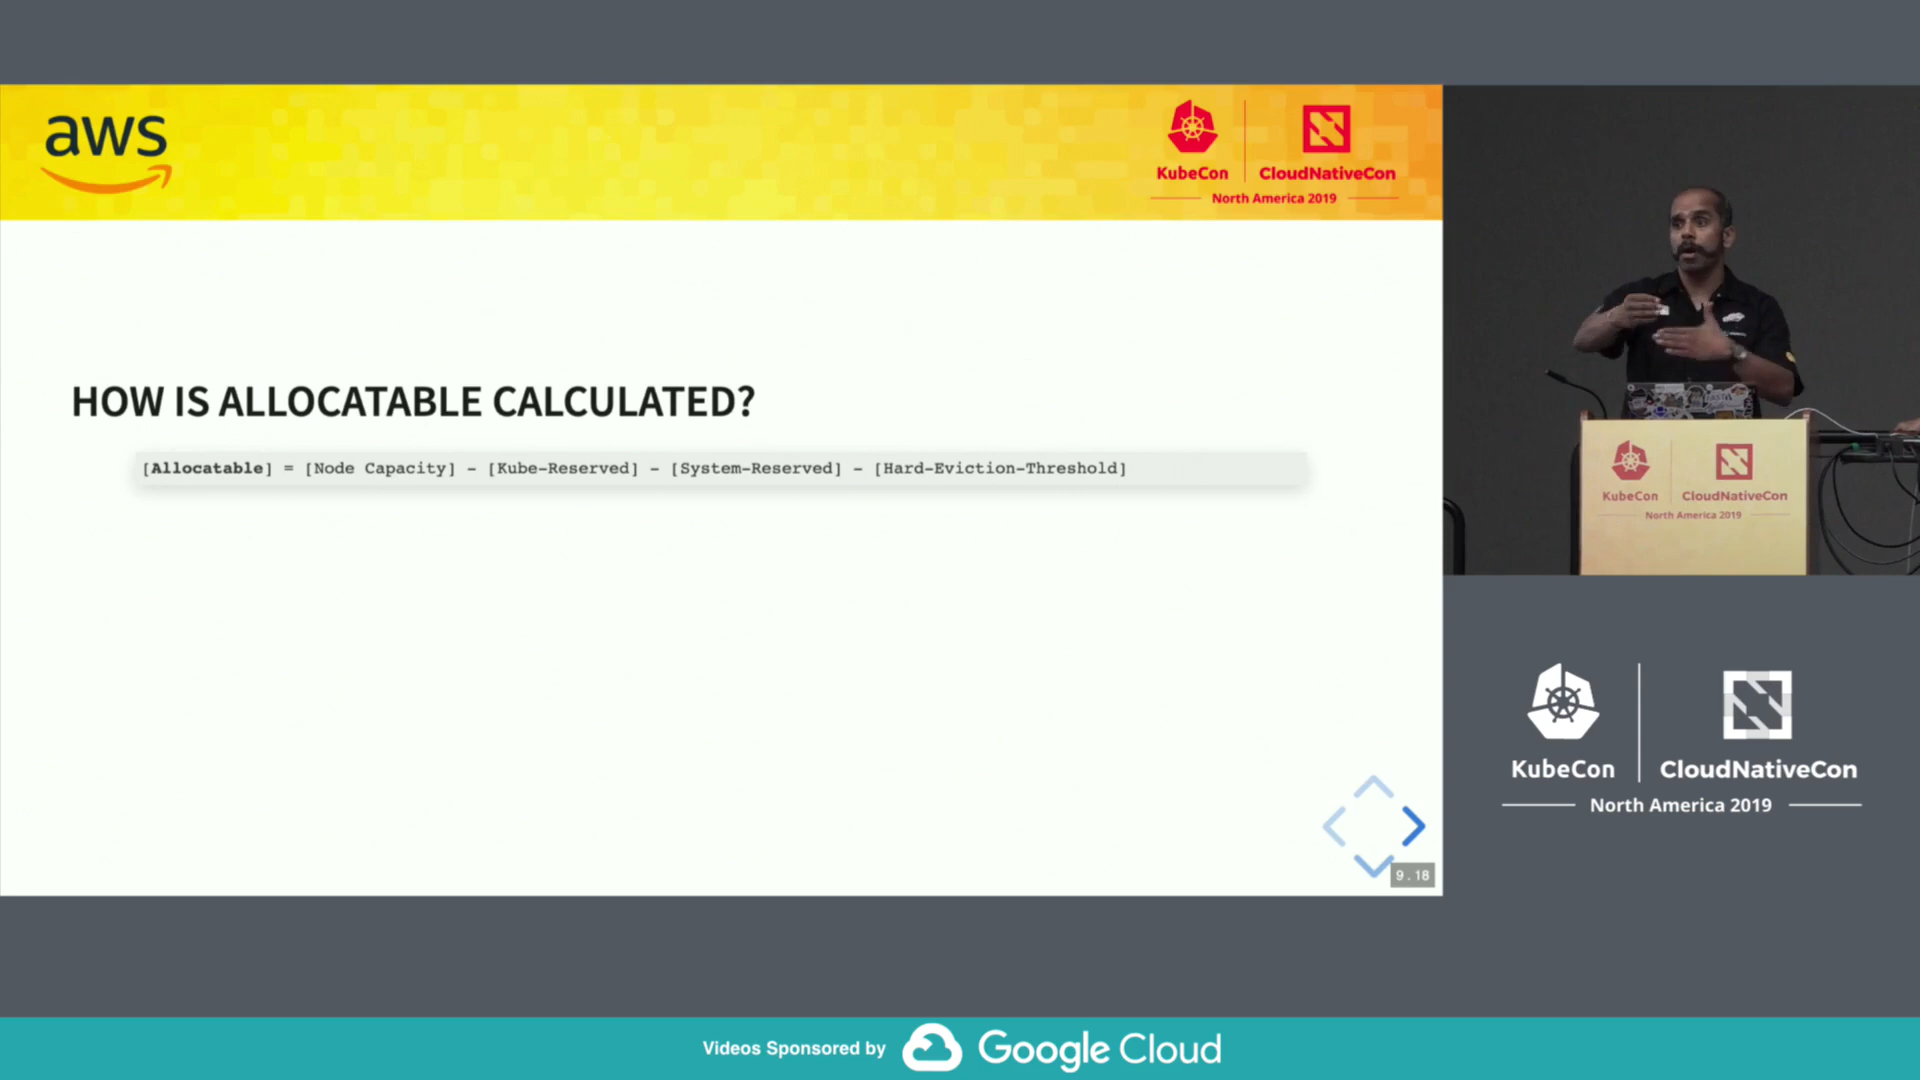 aws
KubeCon
CloudNativeCon
North America 2019
HOW IS ALLOCATABLE CALCULATED?
[Allocatable] = [Node Capacity] - [Kube-Reserved] - [System-Reserved] - [Hard-Eviction-Threshold]
9.18
KubeCon
CloudNativeCon
North America 2019
KubeCon
CloudNativeCon
North America 2019
Videos Sponsored by
Google Cloud